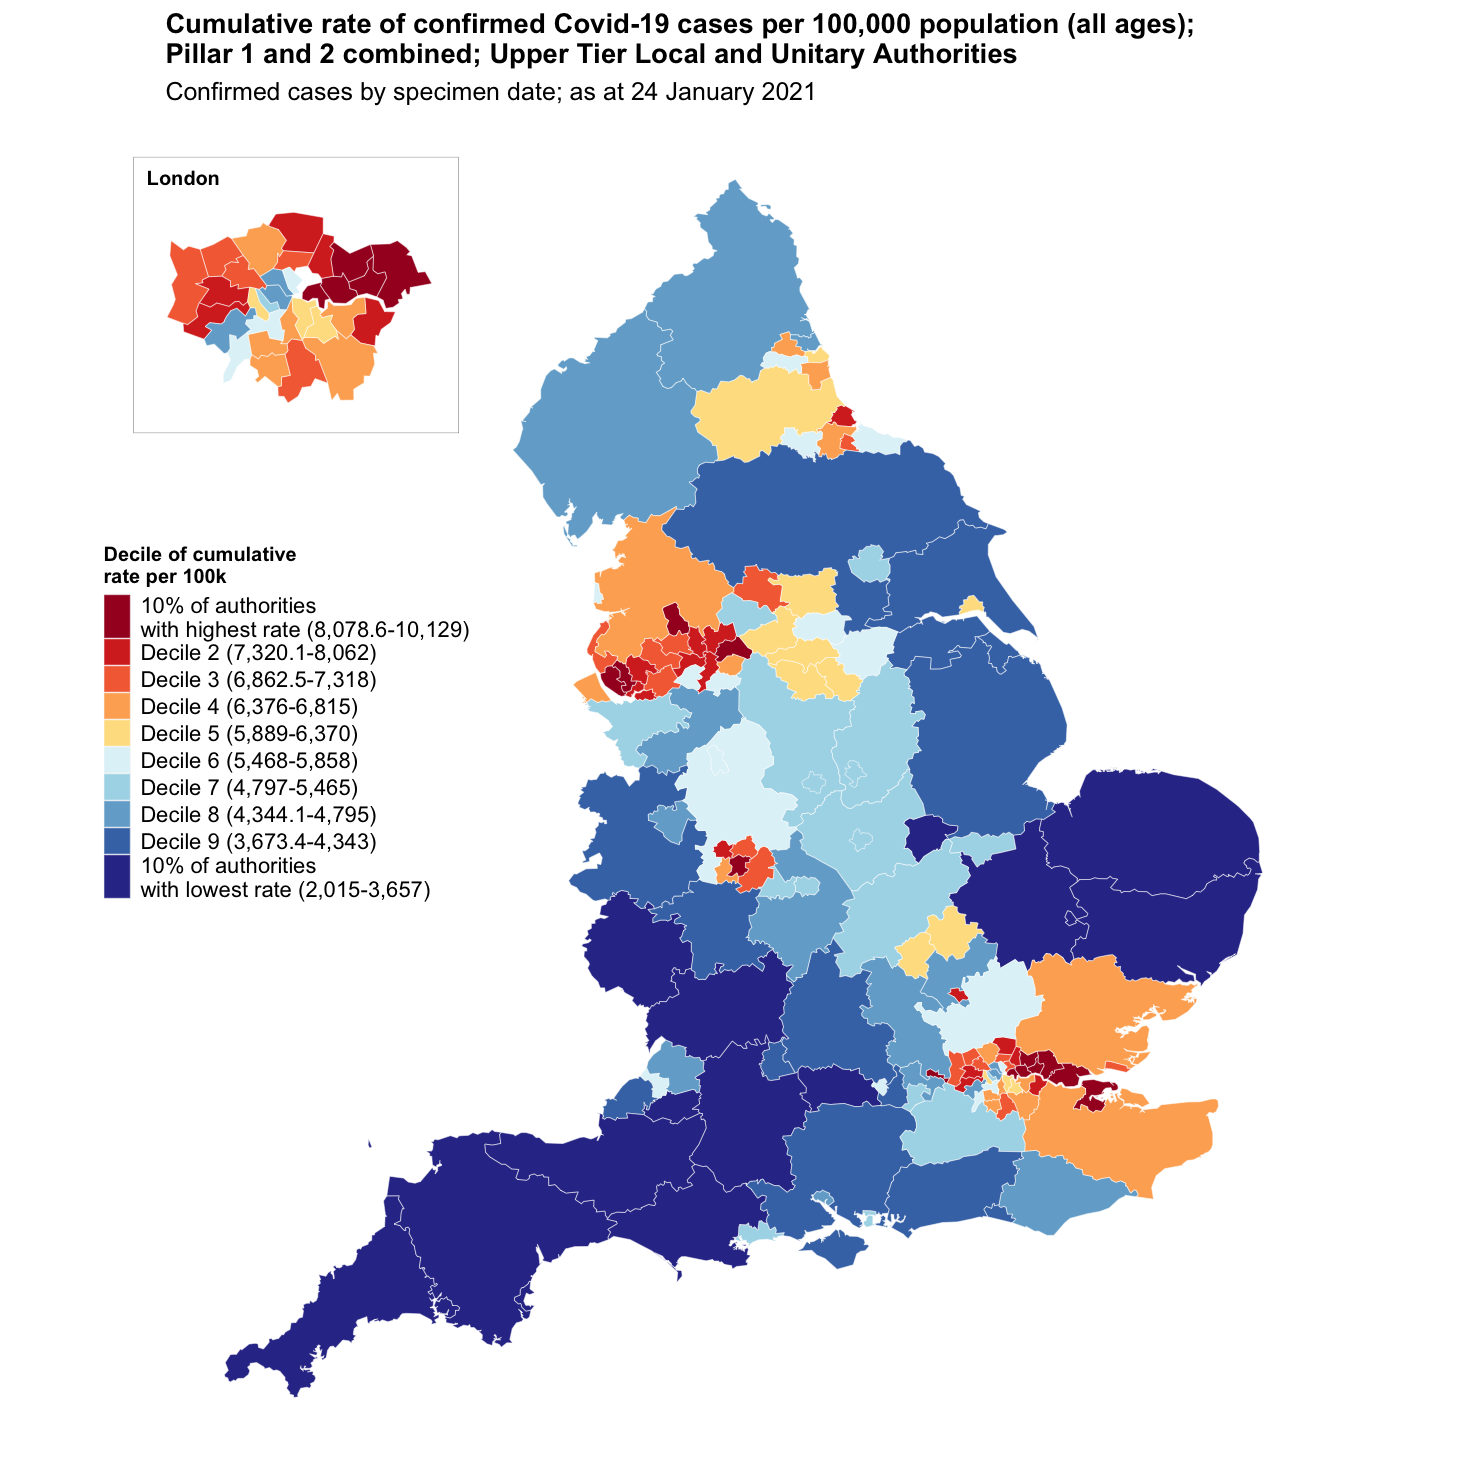 Cumulative rate of confirmed Covid-19 cases per 100,000 population (all ages);
Pillar 1 and 2 combined; Upper Tier Local and Unitary Authorities
Confirmed cases by specimen date; as at 24 January 2021
London
Decile of cumulative
rate per 100k
10% of authorities
with highest rate (8,078.6-10,129)
Decile 2 (7,320.1-8,062)
Decile 3 (6,862.5-7,318)
Decile 4 (6,376-6,815)
Decile 5 (5,889-6,370)
Decile 6 (5,468-5,858)
Decile 7 (4,797-5,465)
Decile 8 (4,344.1-4,795)
Decile 9 (3,673.4-4,343)
10% of authorities
with lowest rate (2,015-3,657)